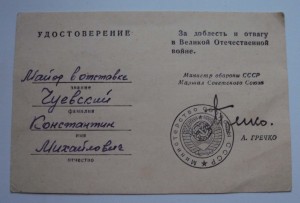 УДОСТОВЕРЕНИЕ
Майор в отставке
звание
Чуевский
фамилия
Константин
имя
Михайлович
отчество
За доблесть и отвагу
в Великой Отечественной
войне.
Министр обороны СССР
Маршал Советского Союза
А. ГРЕЧКО